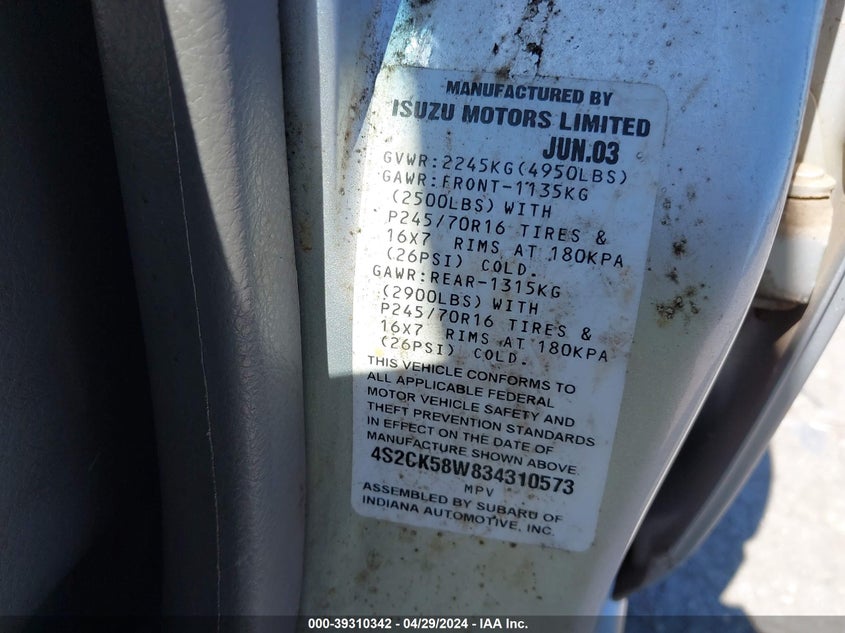 MANUFACTURED BY
ISUZU MOTORS LIMITED
JUN.03
GVWR:2245KG(4950LBS)
GAWR:FRONT-1135KG
(2500LBS) WITH
P245/70R16 TIRES &
16X7 RIMS AT 180KPA
(26PSI) COLD.
GAWR:REAR-1315KG
(2900LBS) WITH
P245/70R16 TIRES &
16X7 RIMS AT 180KPA
(26PSI) COLD.
THIS VEHICLE CONFORMS TO
ALL APPLICABLE FEDERAL
MOTOR VEHICLE SAFETY AND
THEFT PREVENTION STANDARDS
IN EFFECT ON THE DATE OF
MANUFACTURE SHOWN ABOVE.
4S2CK58W834310573
MPV
ASSEMBLED BY SUBARU OF
INDIANA AUTOMOTIVE, INC.
000-39310342 - 04/29/2024 - IAA Inc.